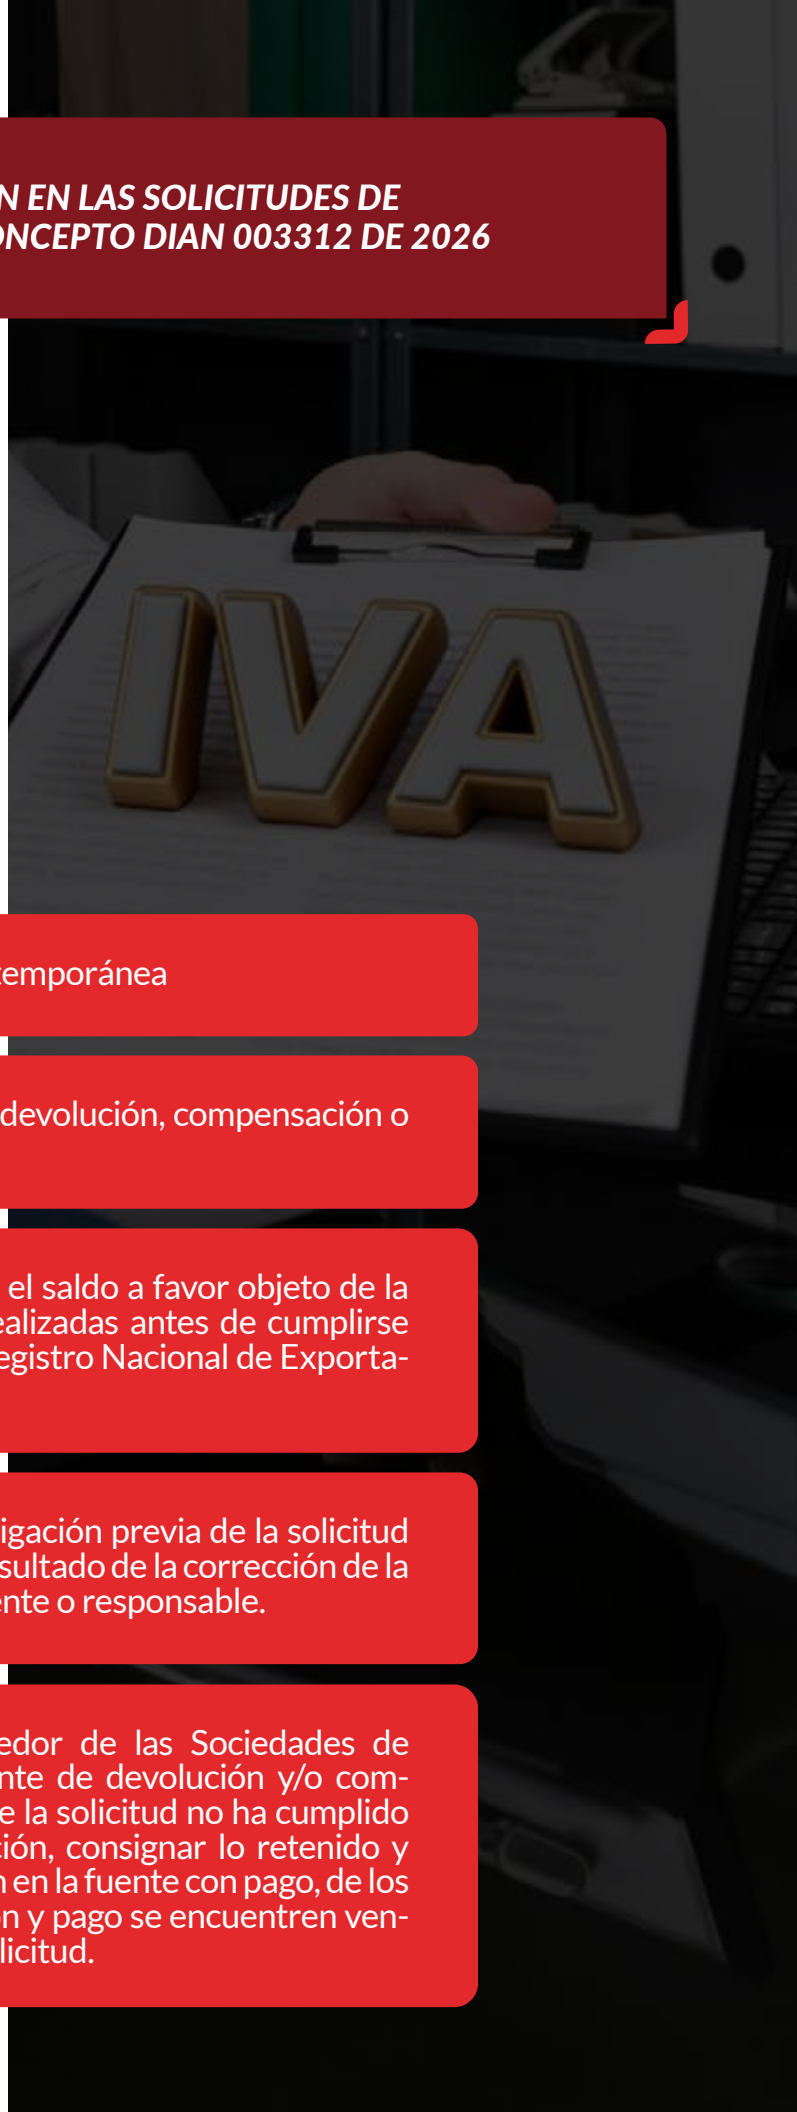 N EN LAS SOLICITUDES DE
ONCEPTO DIAN 003312 DE 2026
IVA
temporánea
devolución, compensación o
el saldo a favor objeto de la
ealizadas antes de cumplirse
egistro Nacional de Exporta-
igación previa de la solicitud
sultado de la corrección de la
ente o responsable.
edor de las Sociedades de
nte de devolución y/o com-
e la solicitud no ha cumplido
ción, consignar lo retenido y
n en la fuente con pago, de los
ón y pago se encuentren ven-
licitud.